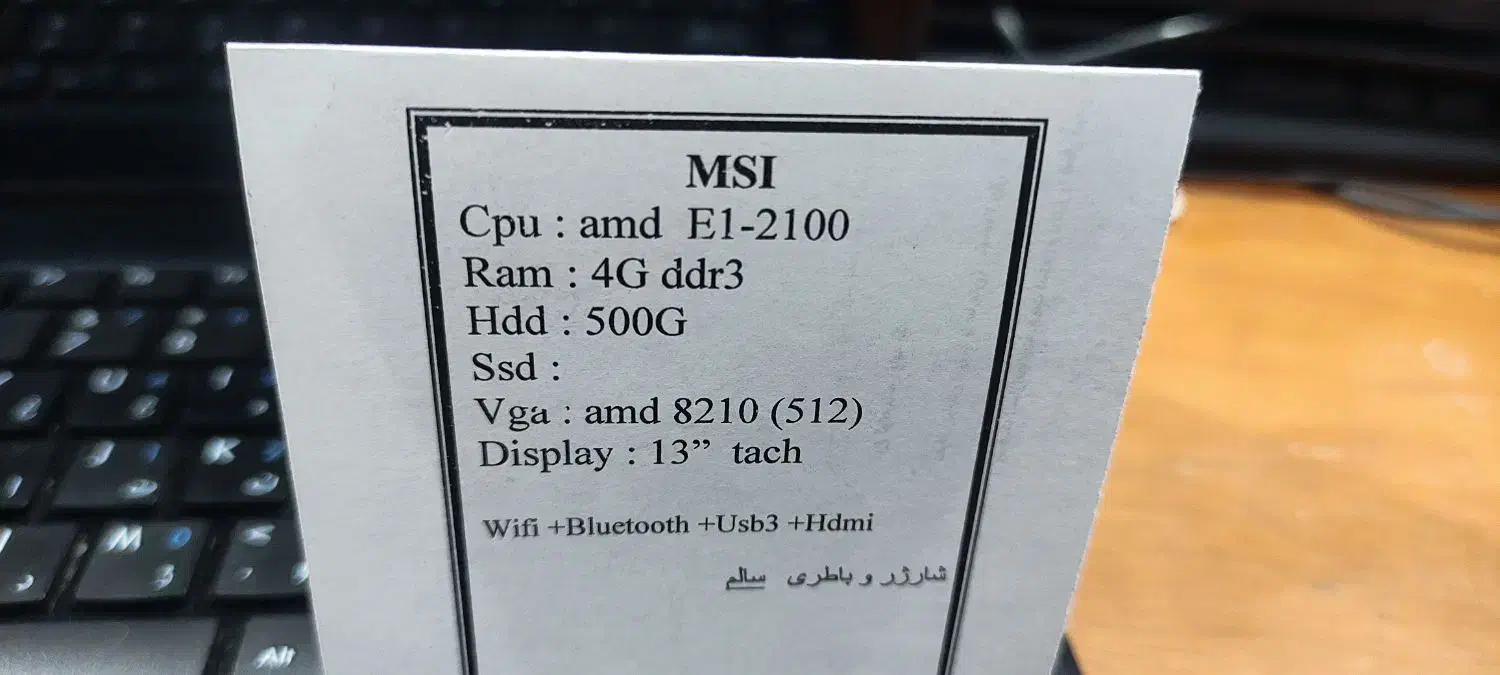 MSI
Cpu : amd E1-2100
Ram : 4G ddr3
Hdd : 500G
Ssd :
Vga : amd 8210 (512)
Display : 13” tach
Wifi +Bluetooth +Usb3 +Hdmi
شارژر و باطری سالم
U
J
K
M
Alt